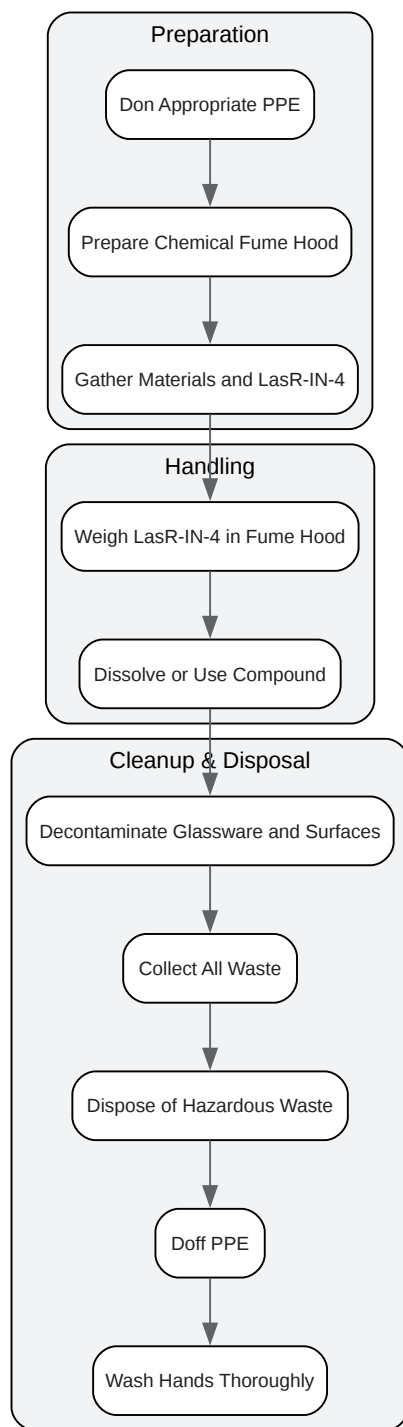 Preparation
Don Appropriate PPE
Prepare Chemical Fume Hood
Gather Materials and LasR-IN-4
Handling
Weigh LasR-IN-4 in Fume Hood
Dissolve or Use Compound
Cleanup & Disposal
Decontaminate Glassware and Surfaces
Collect All Waste
Dispose of Hazardous Waste
Doff PPE
Wash Hands Thoroughly